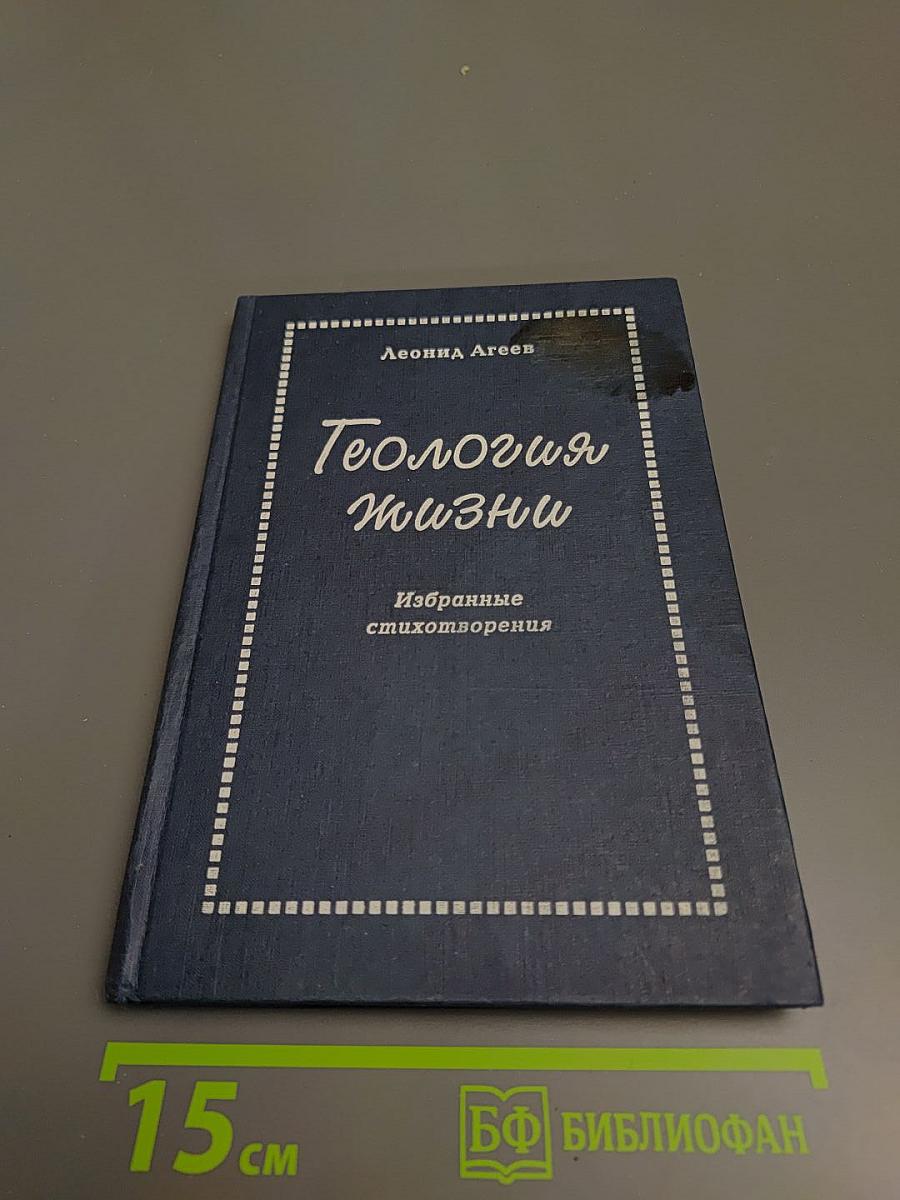 Леонид Агеев
Геология
жизни
Избранные
стихотворения
15 см
БФ БИБЛИОФАН